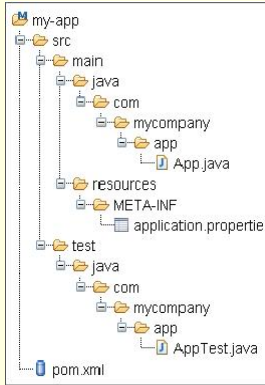 my-app
src
main
java
com
mycompany
app
App.java
resources
META-INF
application.propertie
test
java
com
mycompany
app
AppTest.java
pom.xml